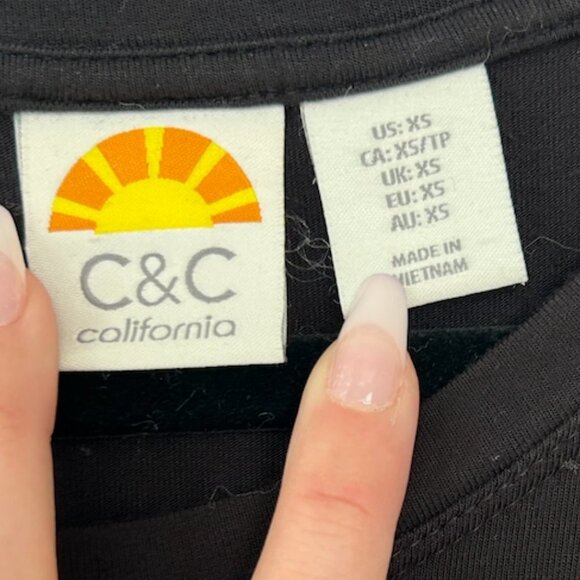 C&C
california
US: XS
CA: XS/TP
UK: XS
EU: XS
AU: XS
MADE IN
VIETNAM